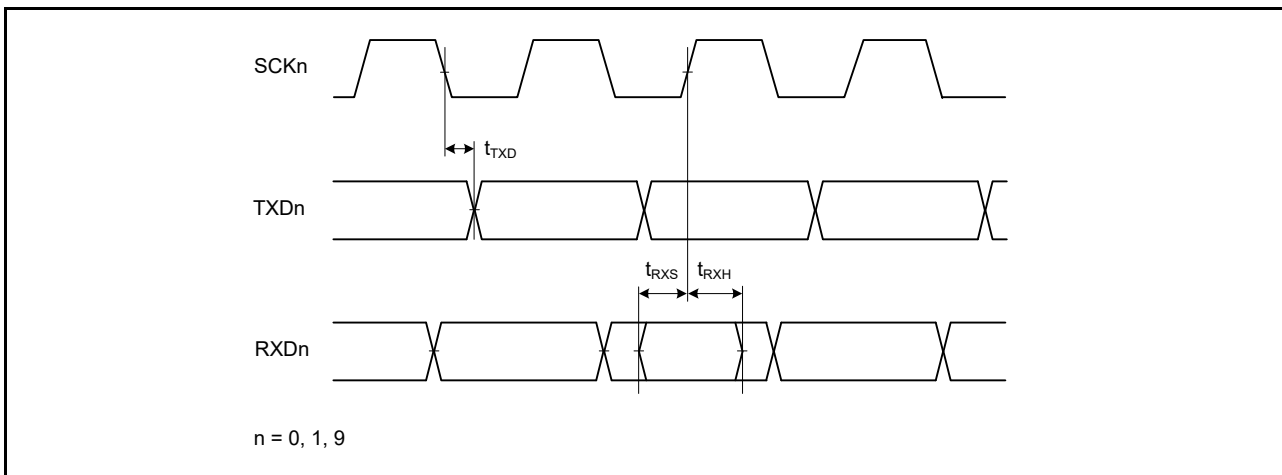 SCKn
tTXD
TXDn
tRXS tRXH
RXDn
n = 0, 1, 9